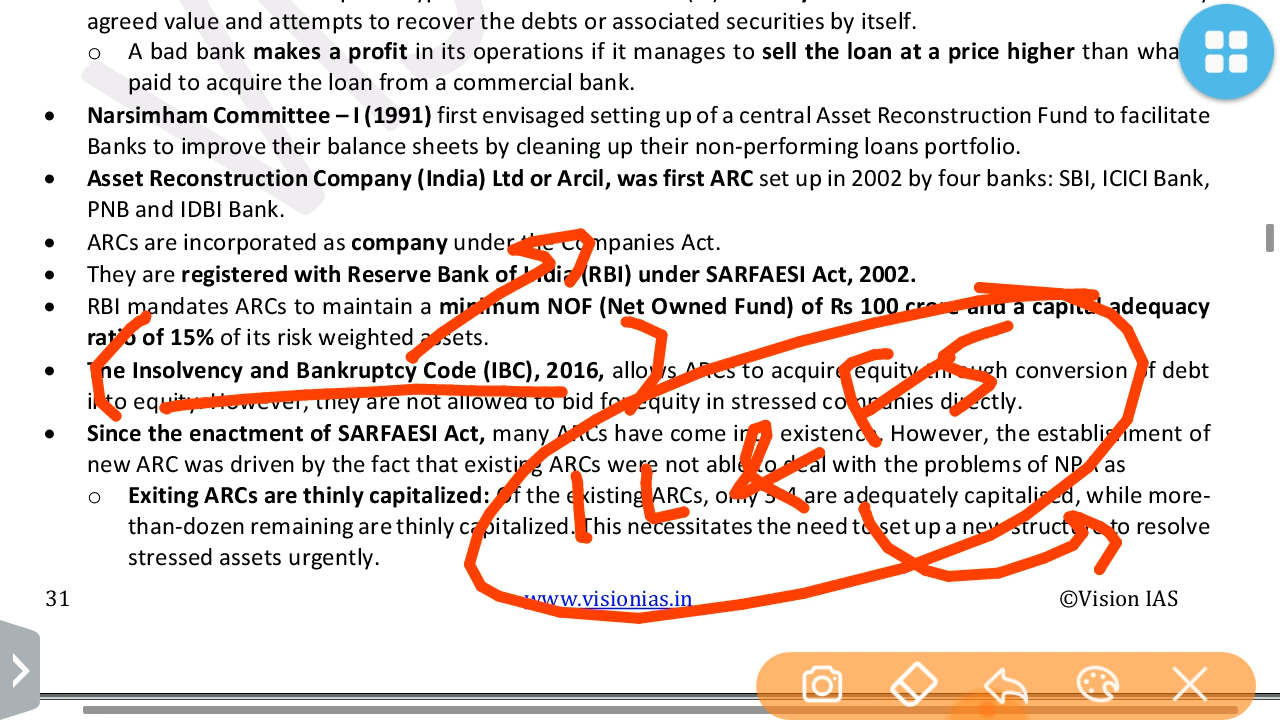 agreed value and attempts to recover the debts or associated securities by itself.
o A bad bank makes a profit in its operations if it manages to sell the loan at a price higher than
paid to acquire the loan from a commercial bank.
• Narsimham Committee – I (1991) first envisaged setting up of a central Asset Reconstruction Fund to facilitate
Banks to improve their balance sheets by cleaning up their non-performing loans portfolio.
• Asset Reconstruction Company (India) Ltd or Arcil, was first ARC set up in 2002 by four banks: SBI, ICICI Bank,
PNB and IDBI Bank.
• ARCs are incorporated as company under the Companies Act.
• They are registered with Reserve Bank of India (RBI) under SARFAESI Act, 2002.
• RBI mandates ARCs to maintain a minimum NOF (Net Owned Fund) of Rs 100 crore and a capital adequacy
ratio of 15% of its risk weighted assets.
• The Insolvency and Bankruptcy Code (IBC), 2016, allows ARCs to acquire equity through conversion of debt
into equity. However, they are not allowed to bid for equity in stressed companies directly.
• Since the enactment of SARFAESI Act, many ARCs have come into existence. However, the establishment of
new ARC was driven by the fact that existing ARCs were not able to deal with the problems of NPA as
o Exiting ARCs are thinly capitalized: Of the existing ARCs, only 3-4 are adequately capitalised, while more-
than-dozen remaining are thinly capitalized. This necessitates the need to set up a new structure to resolve
stressed assets urgently.
31 www.visionias.in ©Vision IAS